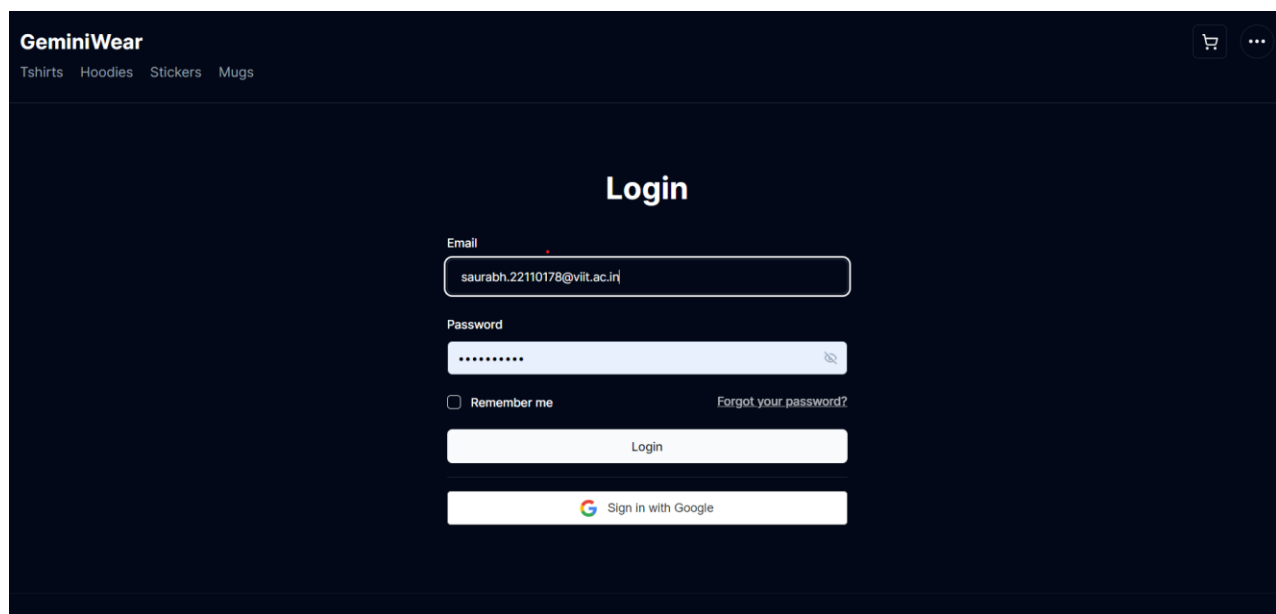 GeminiWear
Tshirts Hoodies Stickers Mugs
Login
Email
saurabh.22110178@viit.ac.in
Password
••••••••••
Remember me Forgot your password?
Login
Sign in with Google